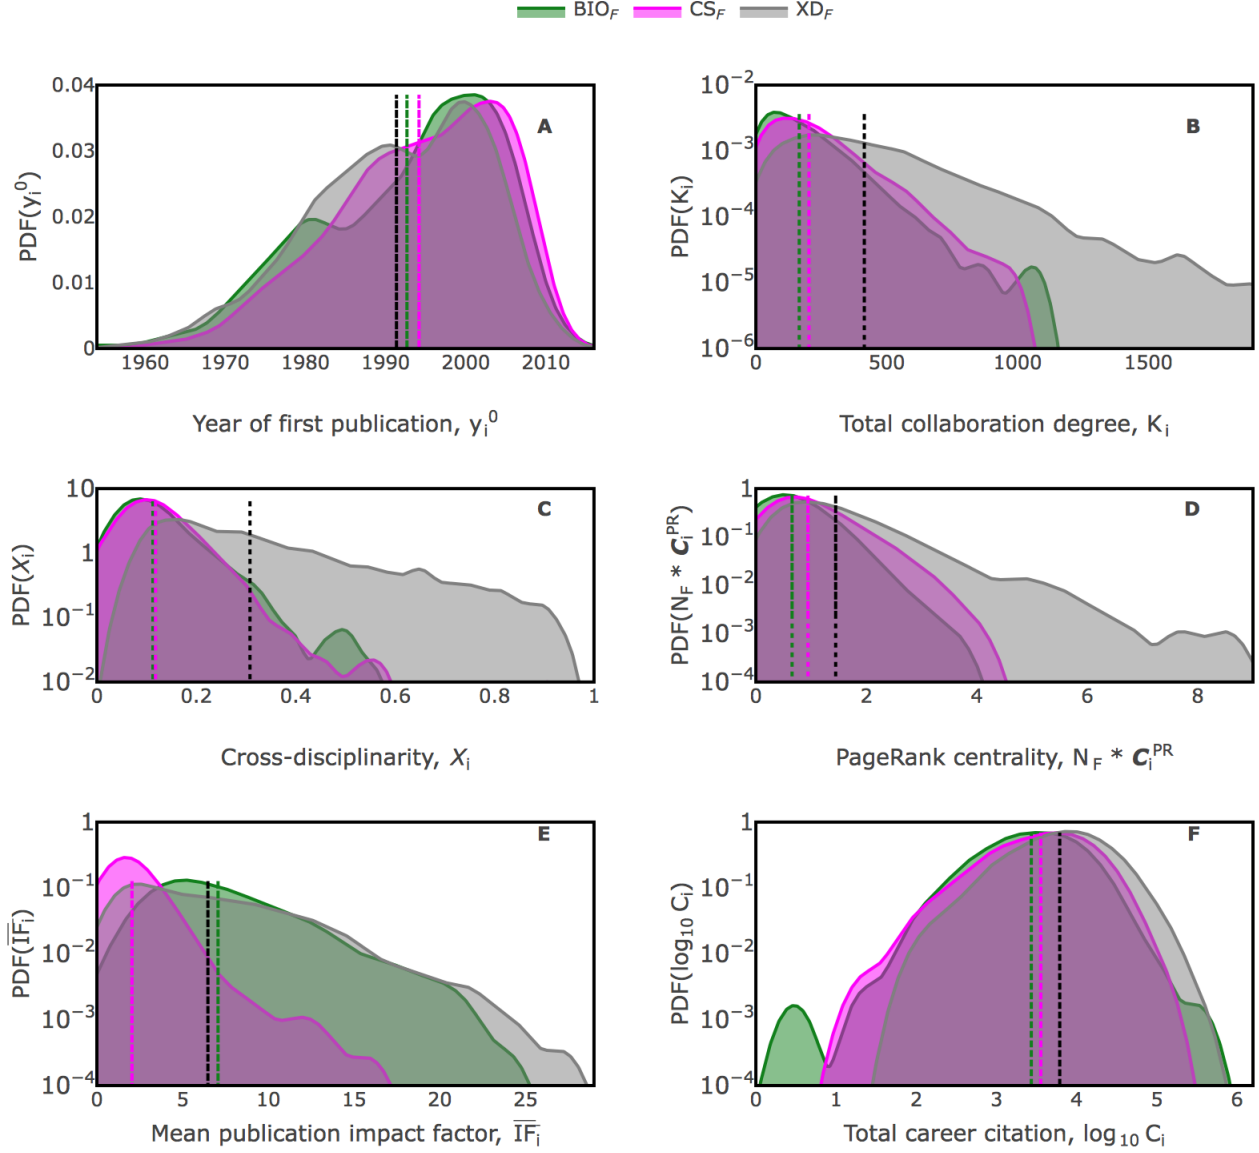 BIO_F CS_F XD_F
A
PDF(y_i^0)
0.04
0.03
0.02
0.01
0
1960 1970 1980 1990 2000 2010
Year of first publication, y_i^0
B
PDF(K_i)
10^-2
10^-3
10^-4
10^-5
10^-6
0 500 1000 1500
Total collaboration degree, K_i
C
PDF(X_i)
10
1
10^-1
10^-2
0 0.2 0.4 0.6 0.8 1
Cross-disciplinarity, X_i
D
PDF(N_F * C_i^PR)
1
10^-1
10^-2
10^-3
10^-4
0 2 4 6 8
PageRank centrality, N_F * C_i^PR
E
PDF(I̅F̅_i)
1
10^-1
10^-2
10^-3
10^-4
0 5 10 15 20 25
Mean publication impact factor, I̅F̅_i
F
PDF(log_10 C_i)
1
10^-1
10^-2
10^-3
10^-4
0 1 2 3 4 5 6
Total career citation, log_10 C_i